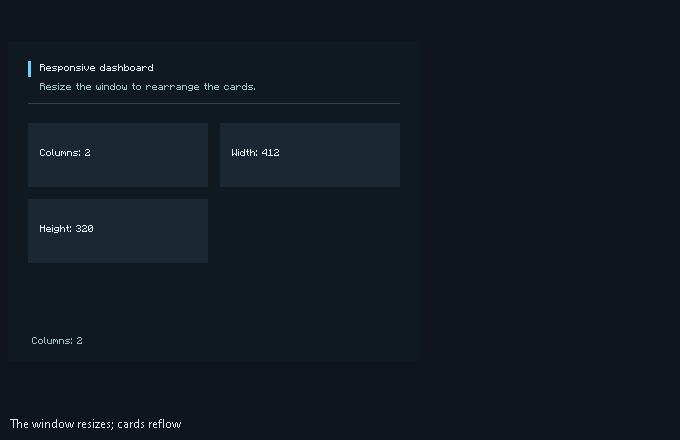 Responsive dashboard
Resize the window to rearrange the cards.
Columns: 2
Width: 412
Height: 320
Columns: 2
The window resizes; cards reflow